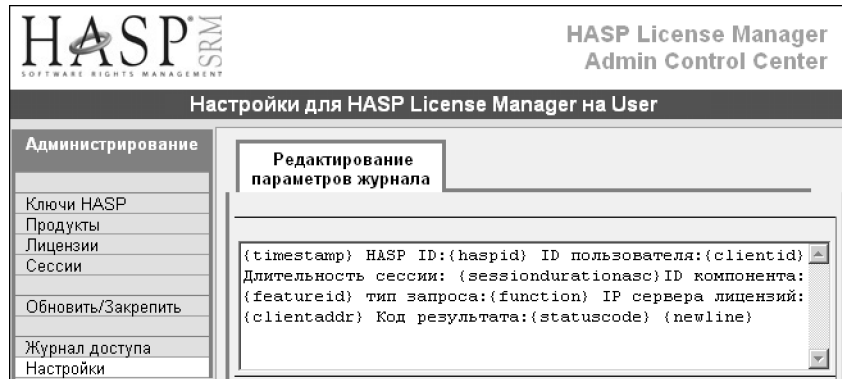 HASP SRM
SOFTWARE RIGHTS MANAGEMENT
HASP License Manager
Admin Control Center
Настройки для HASP License Manager на User
Администрирование
Ключи HASP
Продукты
Лицензии
Сессии
Обновить/Закрепить
Журнал доступа
Настройки
Редактирование
параметров журнала
{timestamp} HASP ID:{haspid} ID пользователя:{clientid}
Длительность сессии: {sessiondurationasc}ID компонента:
{featureid} тип запроса:{function} IP сервера лицензий:
{clientaddr} Код результата:{statuscode} {newline}